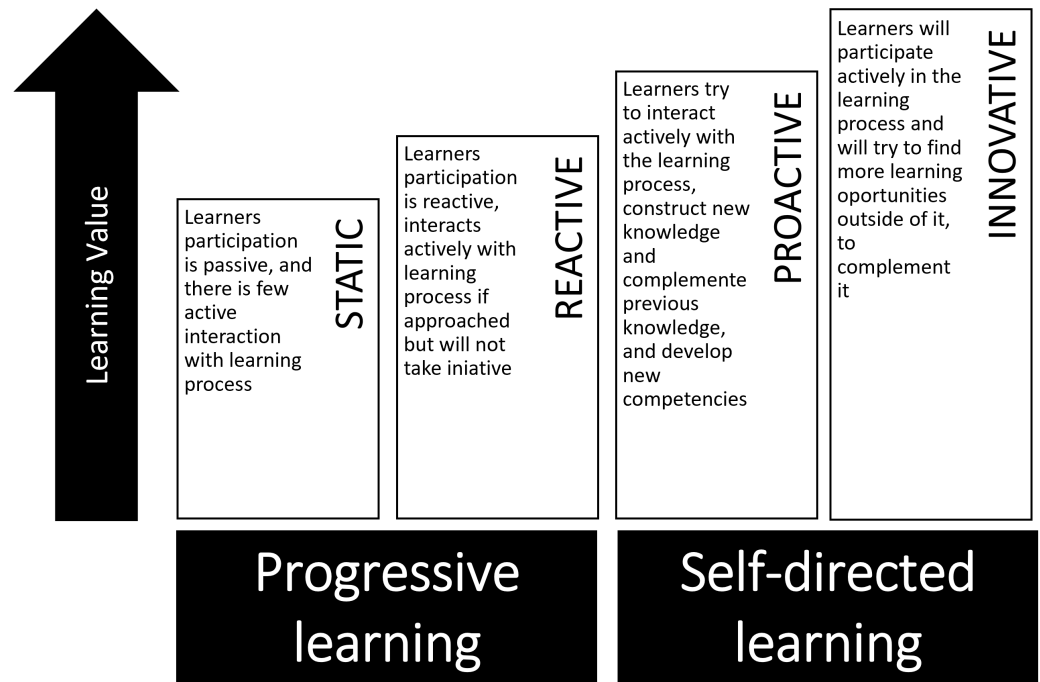 Learning Value
Learners
participation
is passive, and
there is few
active
interaction
with learning
process
STATIC
Learners
participation
is reactive,
interacts
actively with
learning
process if
approached
but will not
take iniative
REACTIVE
Learners try
to interact
actively with
the learning
process,
construct new
knowledge
and
complemente
previous
knowledge,
and develop
new
competencies
PROACTIVE
Learners will
participate
actively in the
learning
process and
will try to find
more learning
oportunities
outside of it,
to
complement
it
INNOVATIVE
Progressive
learning
Self-directed
learning